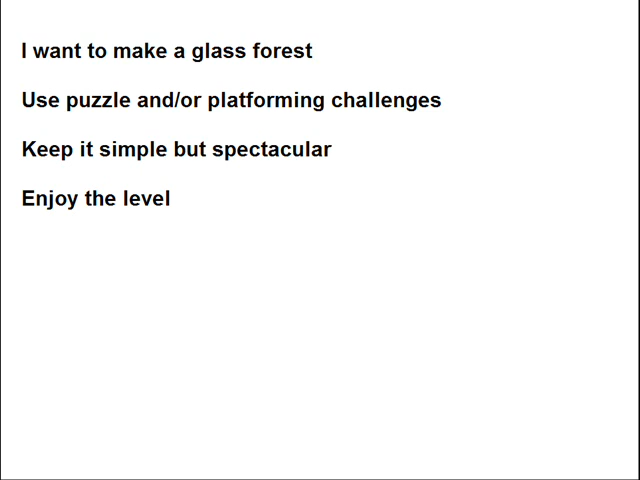 I want to make a glass forest
Use puzzle and/or platforming challenges
Keep it simple but spectacular
Enjoy the level